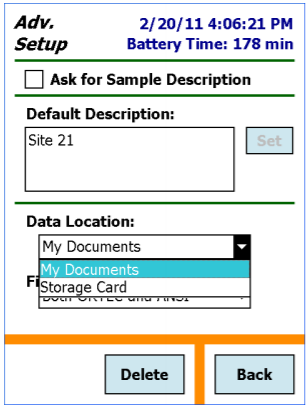 Adv. 2/20/11 4:06:21 PM
Setup Battery Time: 178 min
Ask for Sample Description
Default Description:
Site 21 Set
Data Location:
My Documents
My Documents
Fi
Storage Card
Both ORTEC and ANSI
Delete Back